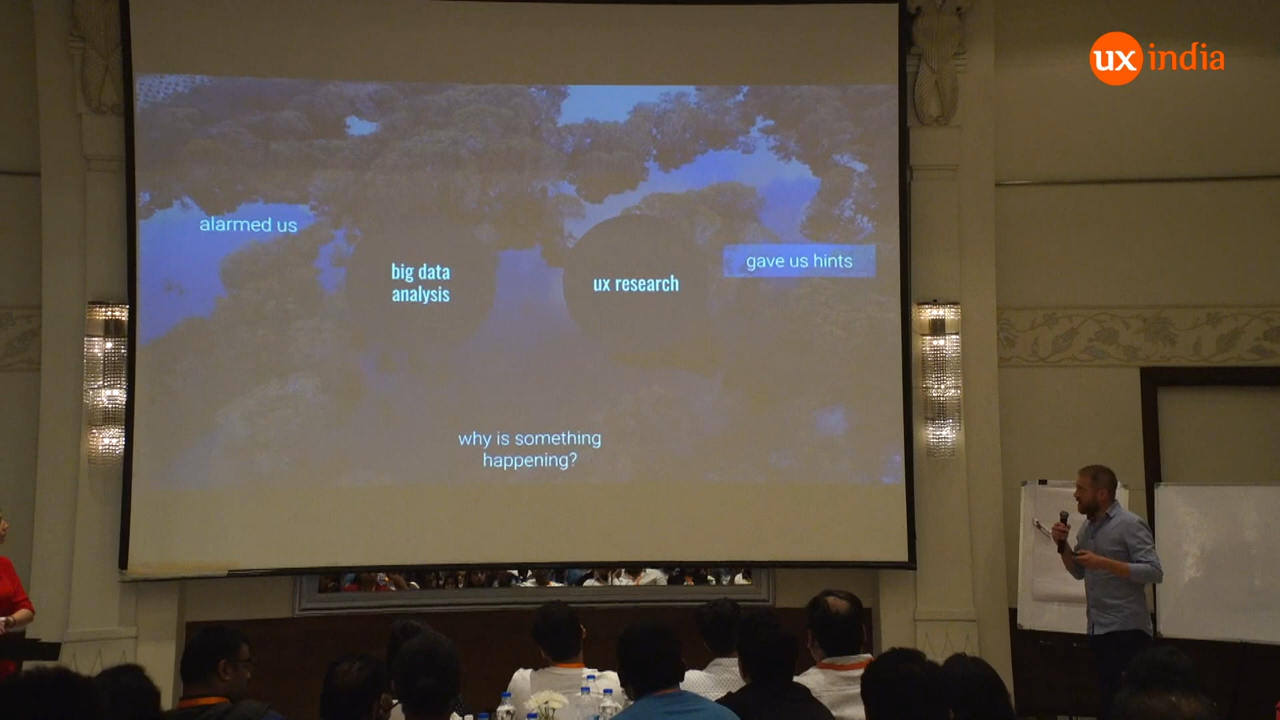 ux india
alarmed us
big data
analysis
ux research
gave us hints
why is something
happening?